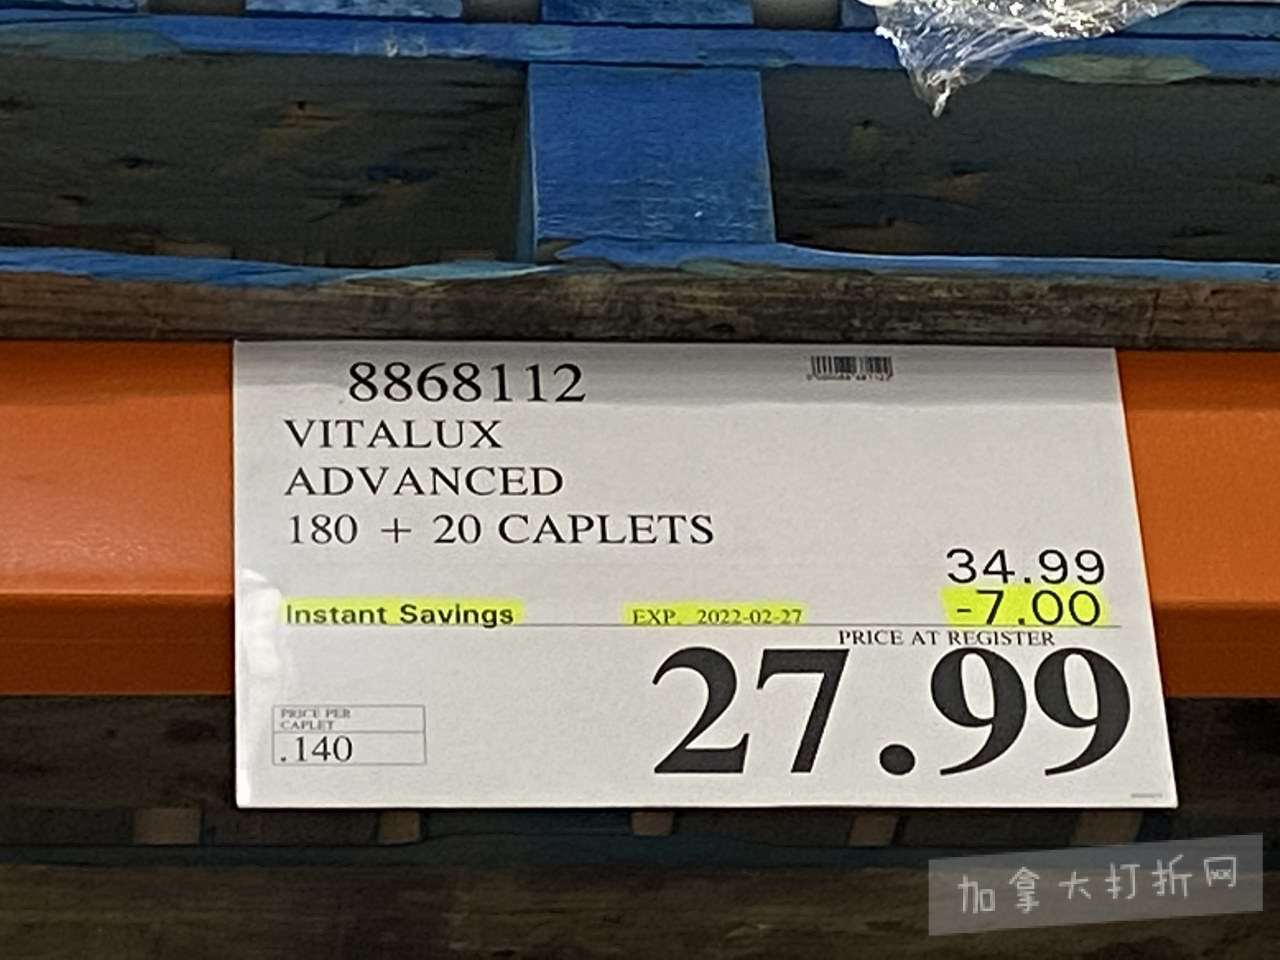 8868112
VITALUX
ADVANCED
180 + 20 CAPLETS
34.99
Instant Savings EXP. 2022-02-27 -7.00
PRICE AT REGISTER
27.99
PRICE PER
CAPLET
.140
加拿大打折网